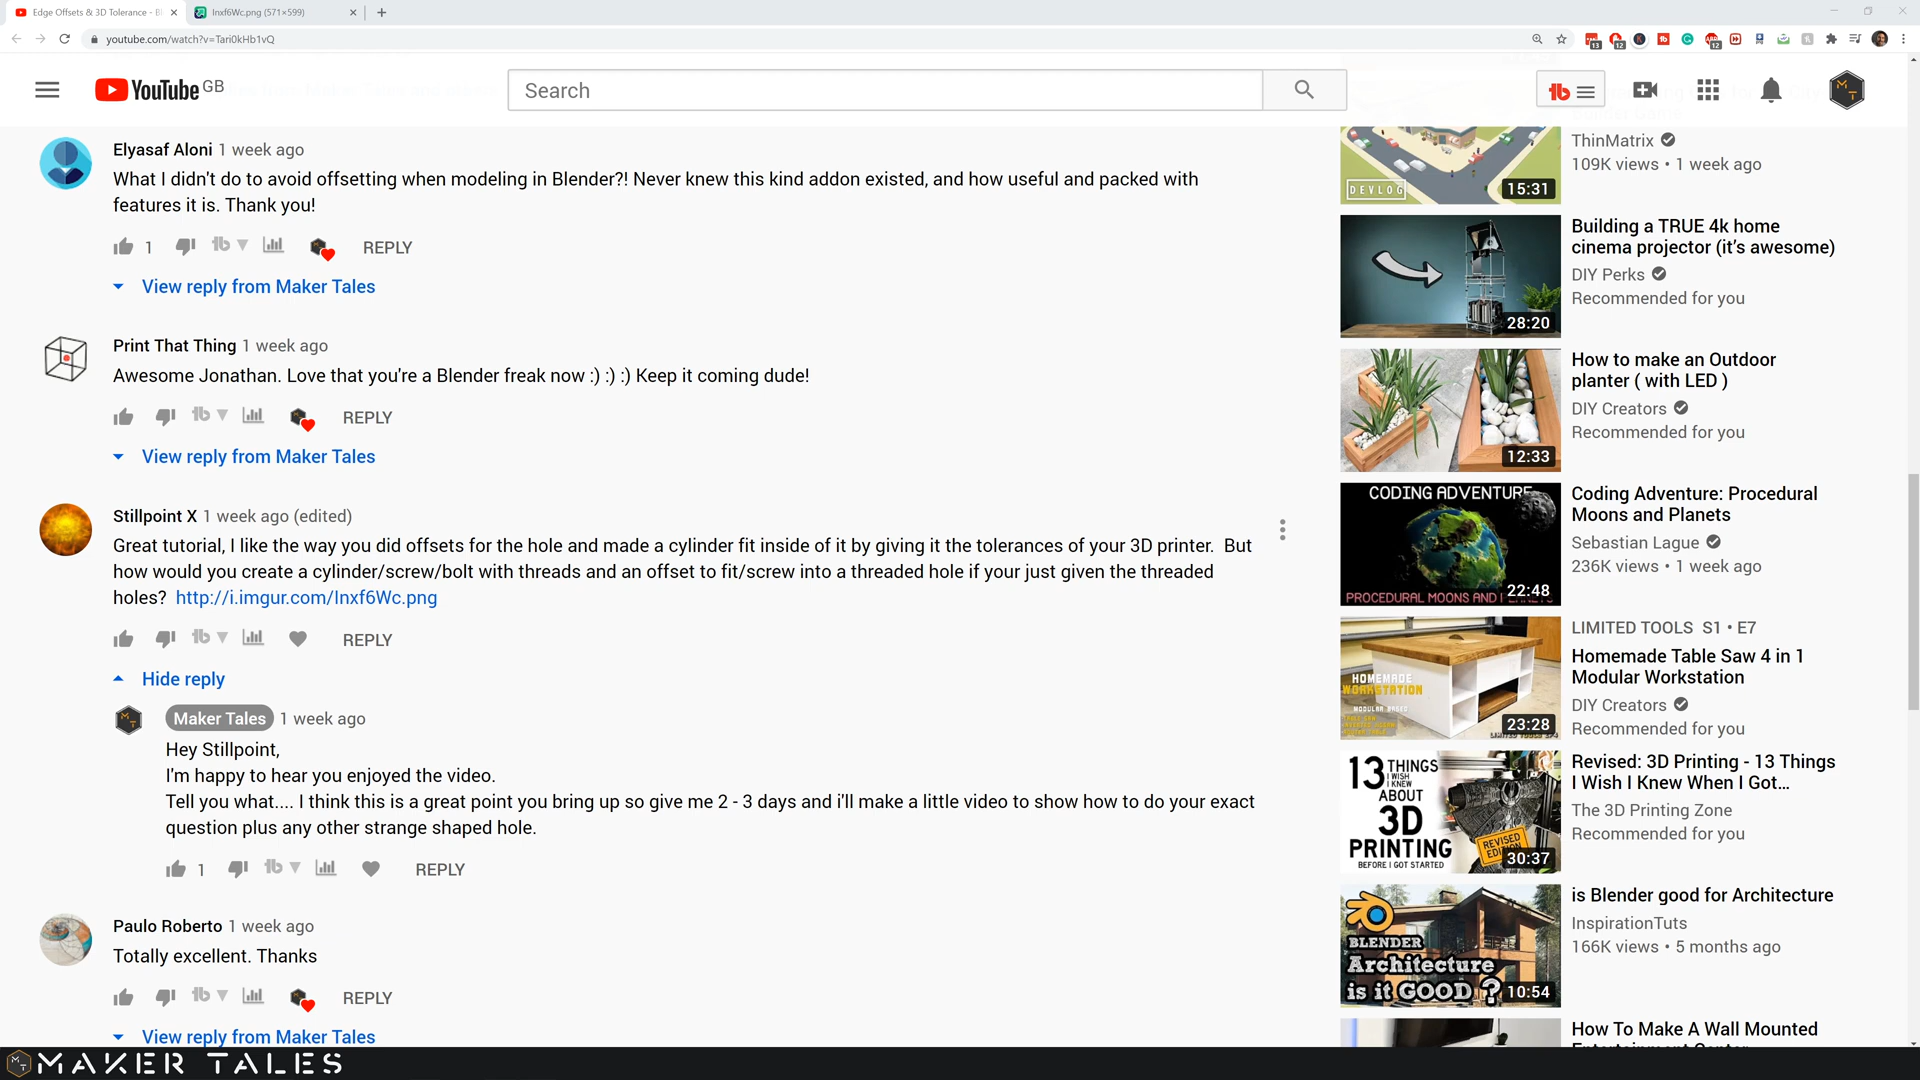 Edge Offsets & 3D Tolerance - Bl
Inxf6Wc.png (571×599)
youtube.com/watch?v=Tari0kHb1vQ
YouTube GB
Search
Elyasaf Aloni 1 week ago
What I didn't do to avoid offsetting when modeling in Blender?! Never knew this kind addon existed, and how useful and packed with
features it is. Thank you!
1
REPLY
View reply from Maker Tales
Print That Thing 1 week ago
Awesome Jonathan. Love that you're a Blender freak now :) :) :) Keep it coming dude!
REPLY
View reply from Maker Tales
Stillpoint X 1 week ago (edited)
Great tutorial, I like the way you did offsets for the hole and made a cylinder fit inside of it by giving it the tolerances of your 3D printer. But
how would you create a cylinder/screw/bolt with threads and an offset to fit/screw into a threaded hole if your just given the threaded
holes? http://i.imgur.com/Inxf6Wc.png
REPLY
Hide reply
Maker Tales 1 week ago
Hey Stillpoint,
I'm happy to hear you enjoyed the video.
Tell you what.... I think this is a great point you bring up so give me 2 - 3 days and i'll make a little video to show how to do your exact
question plus any other strange shaped hole.
1
REPLY
Paulo Roberto 1 week ago
Totally excellent. Thanks
REPLY
View reply from Maker Tales
ThinMatrix
109K views • 1 week ago
DEVLOG
15:31
Building a TRUE 4k home
cinema projector (it's awesome)
DIY Perks
Recommended for you
28:20
How to make an Outdoor
planter ( with LED )
DIY Creators
Recommended for you
12:33
CODING ADVENTURE
PROCEDURAL MOONS AND PLANETS
22:48
Coding Adventure: Procedural
Moons and Planets
Sebastian Lague
236K views • 1 week ago
LIMITED TOOLS S1 • E7
Homemade Table Saw 4 in 1
Modular Workstation
DIY Creators
Recommended for you
HOMEMADE
WORKSTATION
MODULAR BASED
23:28
13 THINGS
I WISH
I KNEW
ABOUT
3D
PRINTING
BEFORE I GOT STARTED
REVISED
EDITION
30:37
Revised: 3D Printing - 13 Things
I Wish I Knew When I Got...
The 3D Printing Zone
Recommended for you
BLENDER
Architecture
is it GOOD ?
10:54
is Blender good for Architecture
InspirationTuts
166K views • 5 months ago
How To Make A Wall Mounted
Entertainment Center
MAKER TALES